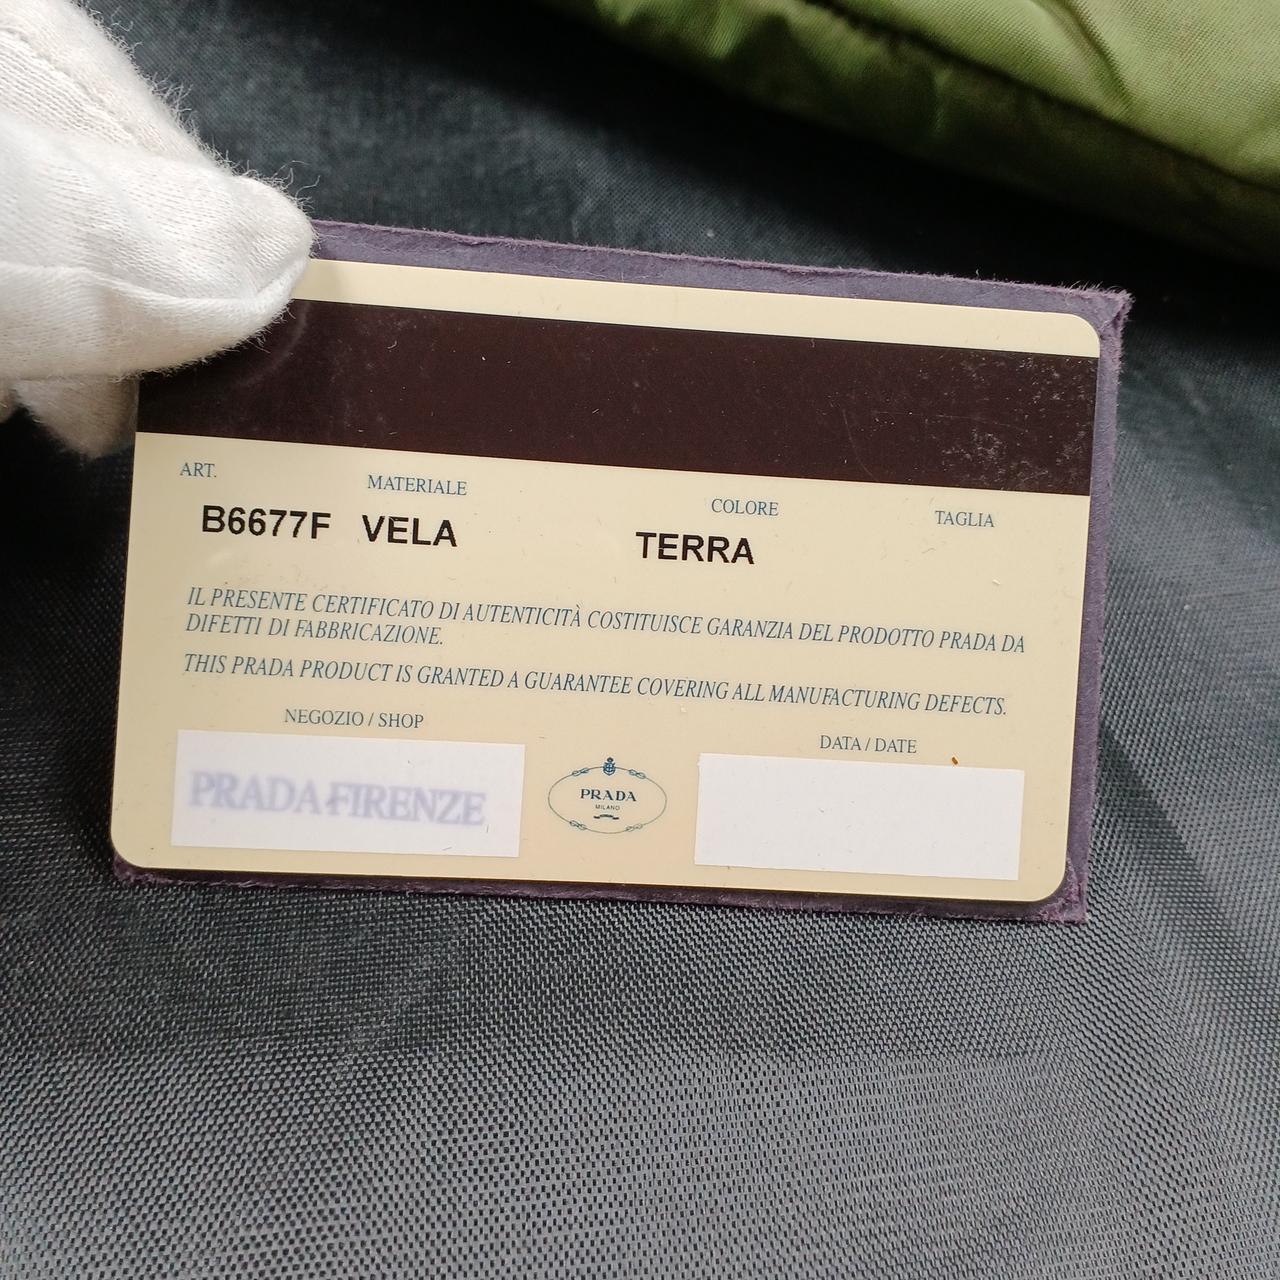 ART. MATERIALE COLORE TAGLIA
B6677F VELA TERRA
IL PRESENTE CERTIFICATO DI AUTENTICITÀ COSTITUISCE GARANZIA DEL PRODOTTO PRADA DA
DIFETTI DI FABBRICAZIONE.
THIS PRADA PRODUCT IS GRANTED A GUARANTEE COVERING ALL MANUFACTURING DEFECTS.
NEGOZIO / SHOP
DATA / DATE
PRADA-FIRENZE
PRADA
MILANO